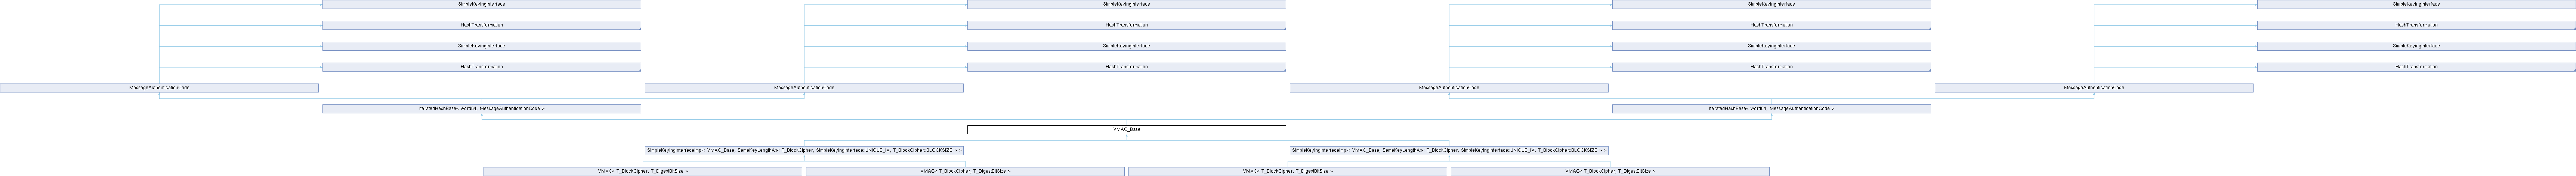 SimpleKeyingInterface SimpleKeyingInterface SimpleKeyingInterface SimpleKeyingInterface
HashTransformation HashTransformation HashTransformation HashTransformation
SimpleKeyingInterface SimpleKeyingInterface SimpleKeyingInterface SimpleKeyingInterface
HashTransformation HashTransformation HashTransformation HashTransformation
MessageAuthenticationCode MessageAuthenticationCode MessageAuthenticationCode MessageAuthenticationCode
IteratedHashBase< word64, MessageAuthenticationCode > IteratedHashBase< word64, MessageAuthenticationCode >
VMAC_Base
SimpleKeyingInterfaceImpl< VMAC_Base, SameKeyLengthAs< T_BlockCipher, SimpleKeyingInterface::UNIQUE_IV, T_BlockCipher::BLOCKSIZE > > SimpleKeyingInterfaceImpl< VMAC_Base, SameKeyLengthAs< T_BlockCipher, SimpleKeyingInterface::UNIQUE_IV, T_BlockCipher::BLOCKSIZE > >
VMAC< T_BlockCipher, T_DigestBitSize > VMAC< T_BlockCipher, T_DigestBitSize > VMAC< T_BlockCipher, T_DigestBitSize > VMAC< T_BlockCipher, T_DigestBitSize >